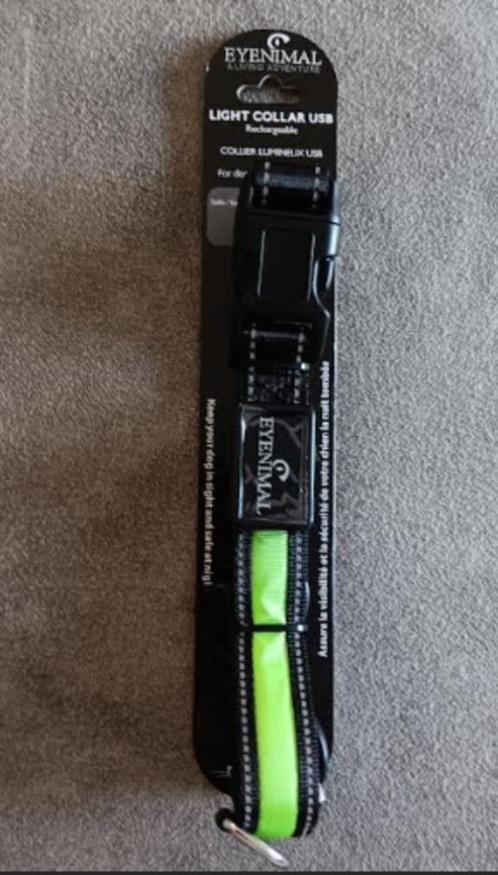 EYENIMAL
A LIVING ADVENTURE
LIGHT COLLAR USB
Rechargeable
COLLIER LUMINEUX USB
For
EYENIMAL
Keep your dog in sight and safe at
Assure la visibilité et la sécurité de votre chien la nuit tombée